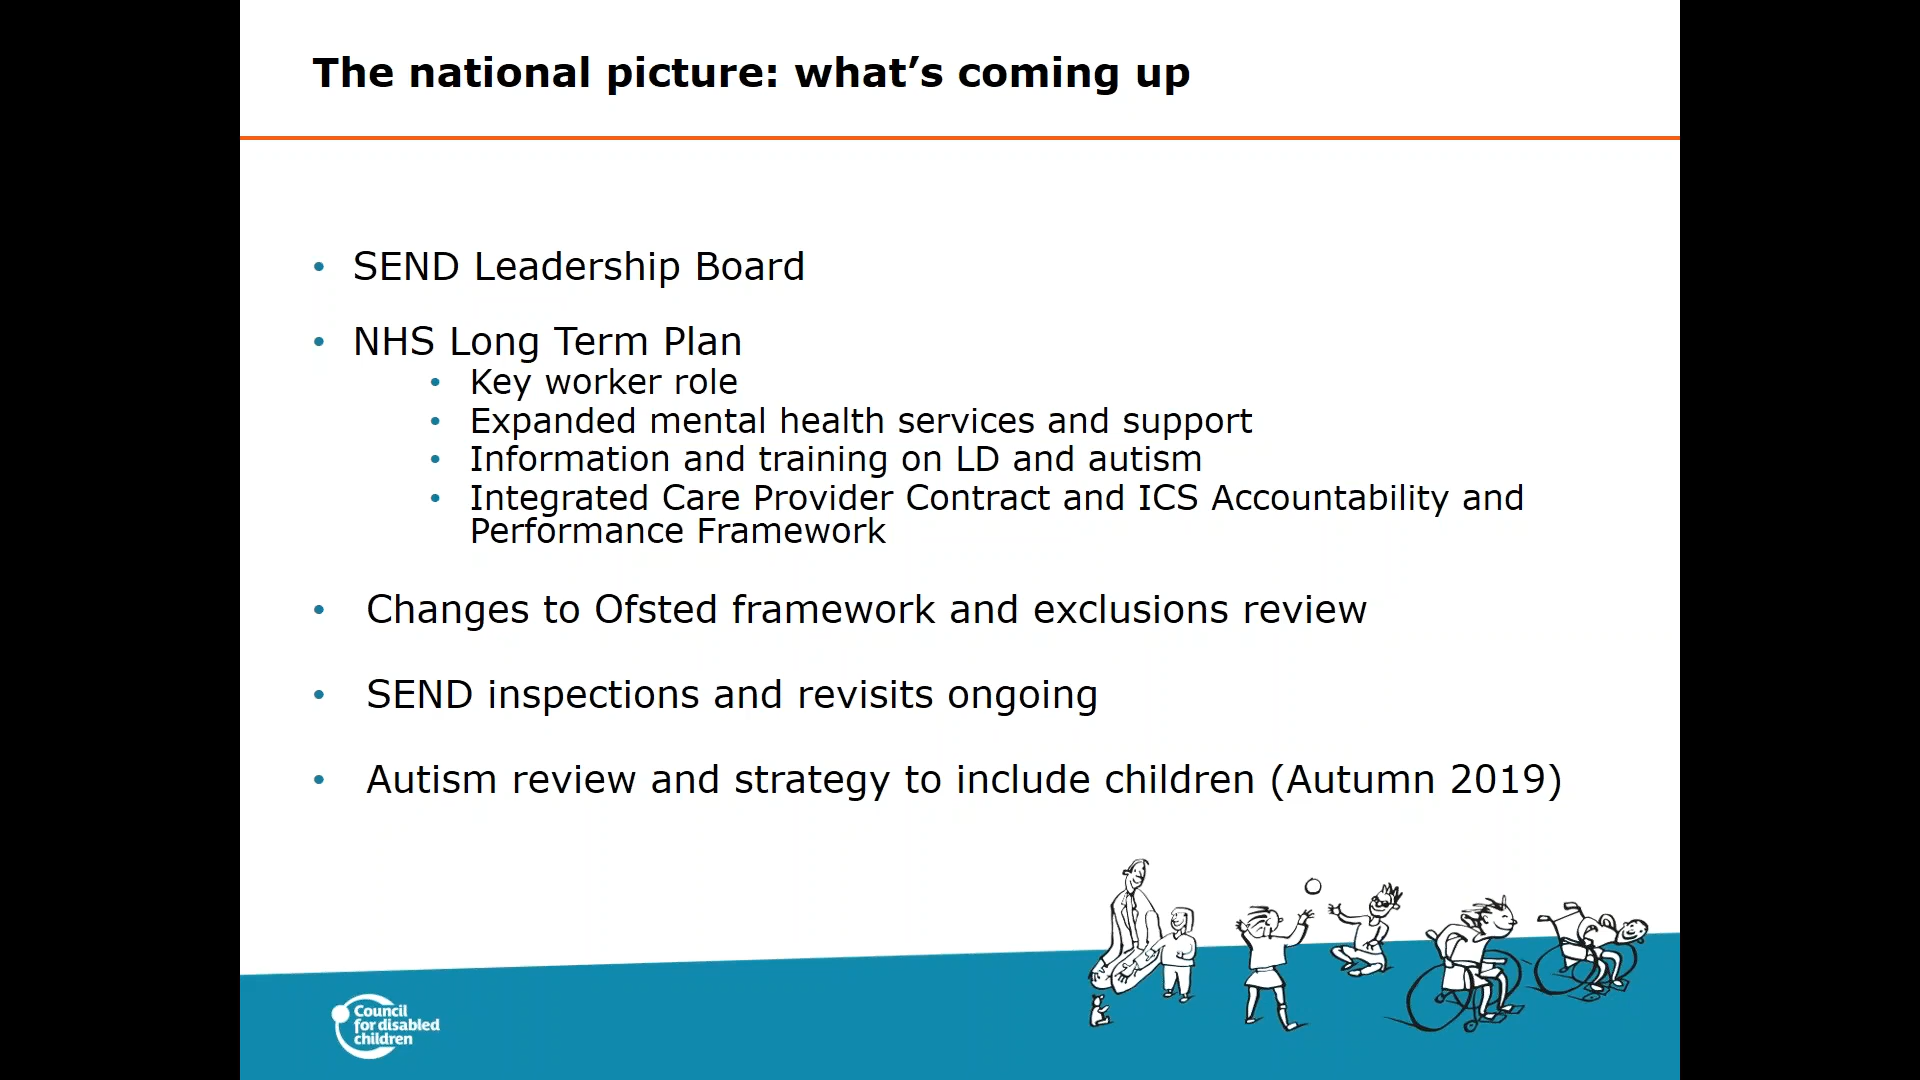 The national picture: what’s coming up
• SEND Leadership Board
• NHS Long Term Plan
• Key worker role
• Expanded mental health services and support
• Information and training on LD and autism
• Integrated Care Provider Contract and ICS Accountability and
Performance Framework
• Changes to Ofsted framework and exclusions review
• SEND inspections and revisits ongoing
• Autism review and strategy to include children (Autumn 2019)
Council
for disabled
children